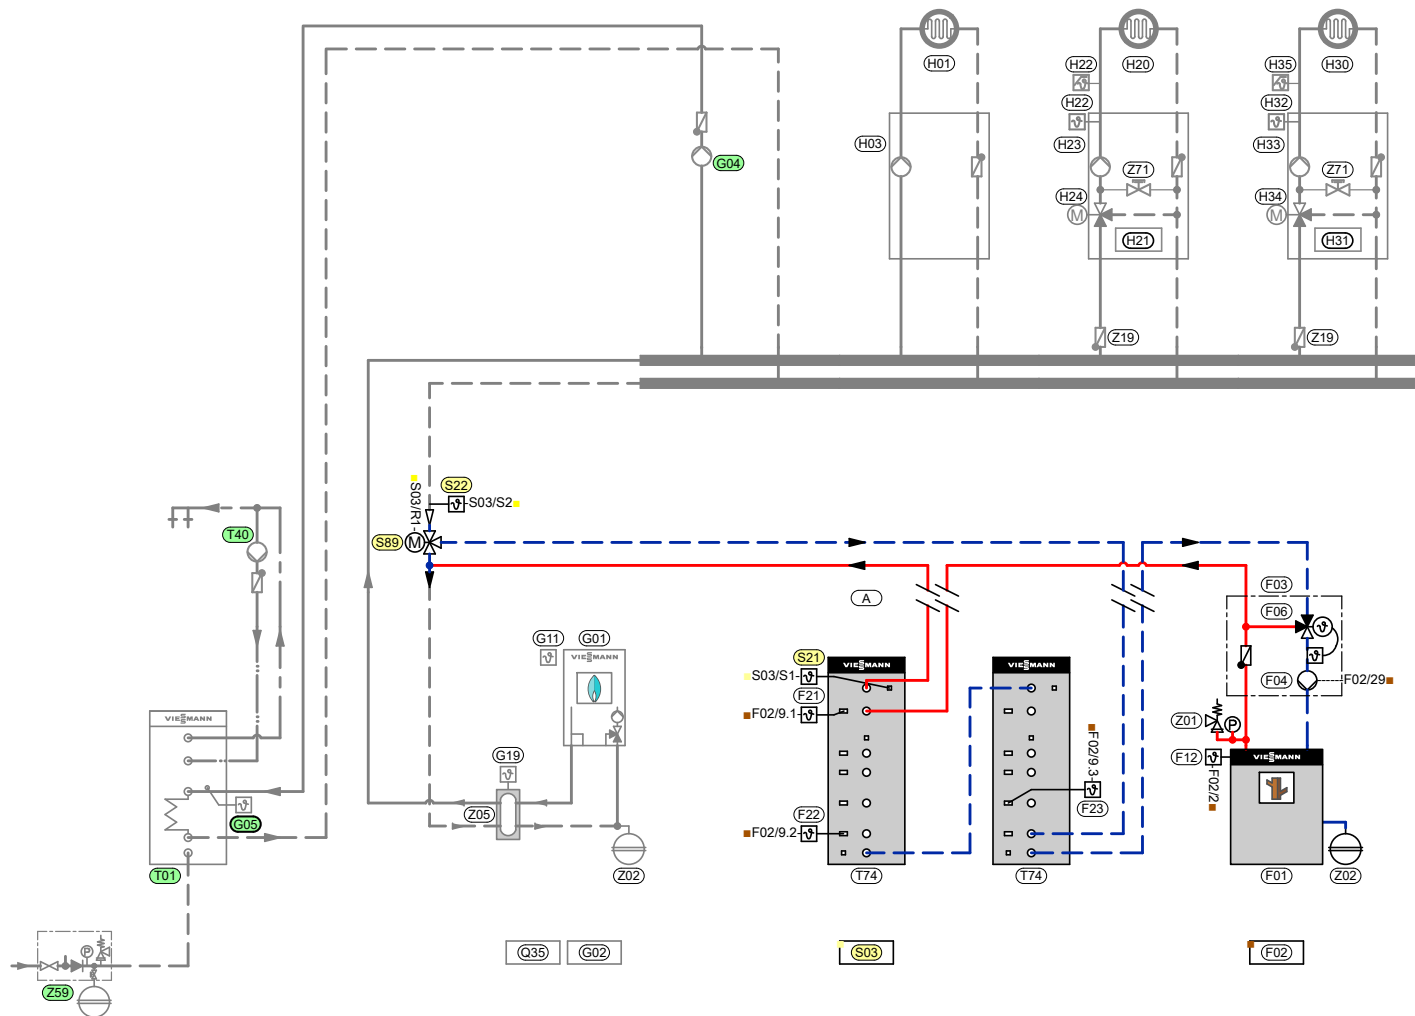 H01
H22
H20
H35
H30
H22
H32
H03
H23
H33
G04
Z71
Z71
H24
H34
M
M
H21
H31
Z19
Z19
S03/R1
S22
S03/S2
T40
S89
M
A
F03
F06
G11
G01
VIESMANN
S21
VIESMANN
VIESMANN
S03/S1
F04
F02/29
F21
F02/9.1
VIESMANN
Z01
P
F02/9.3
G19
F12
VIESMANN
F02/2
Z05
G05
F22
F23
F02/9.2
T01
Z02
T74
T74
F01
Z02
Q35
G02
S03
F02
P
Z59